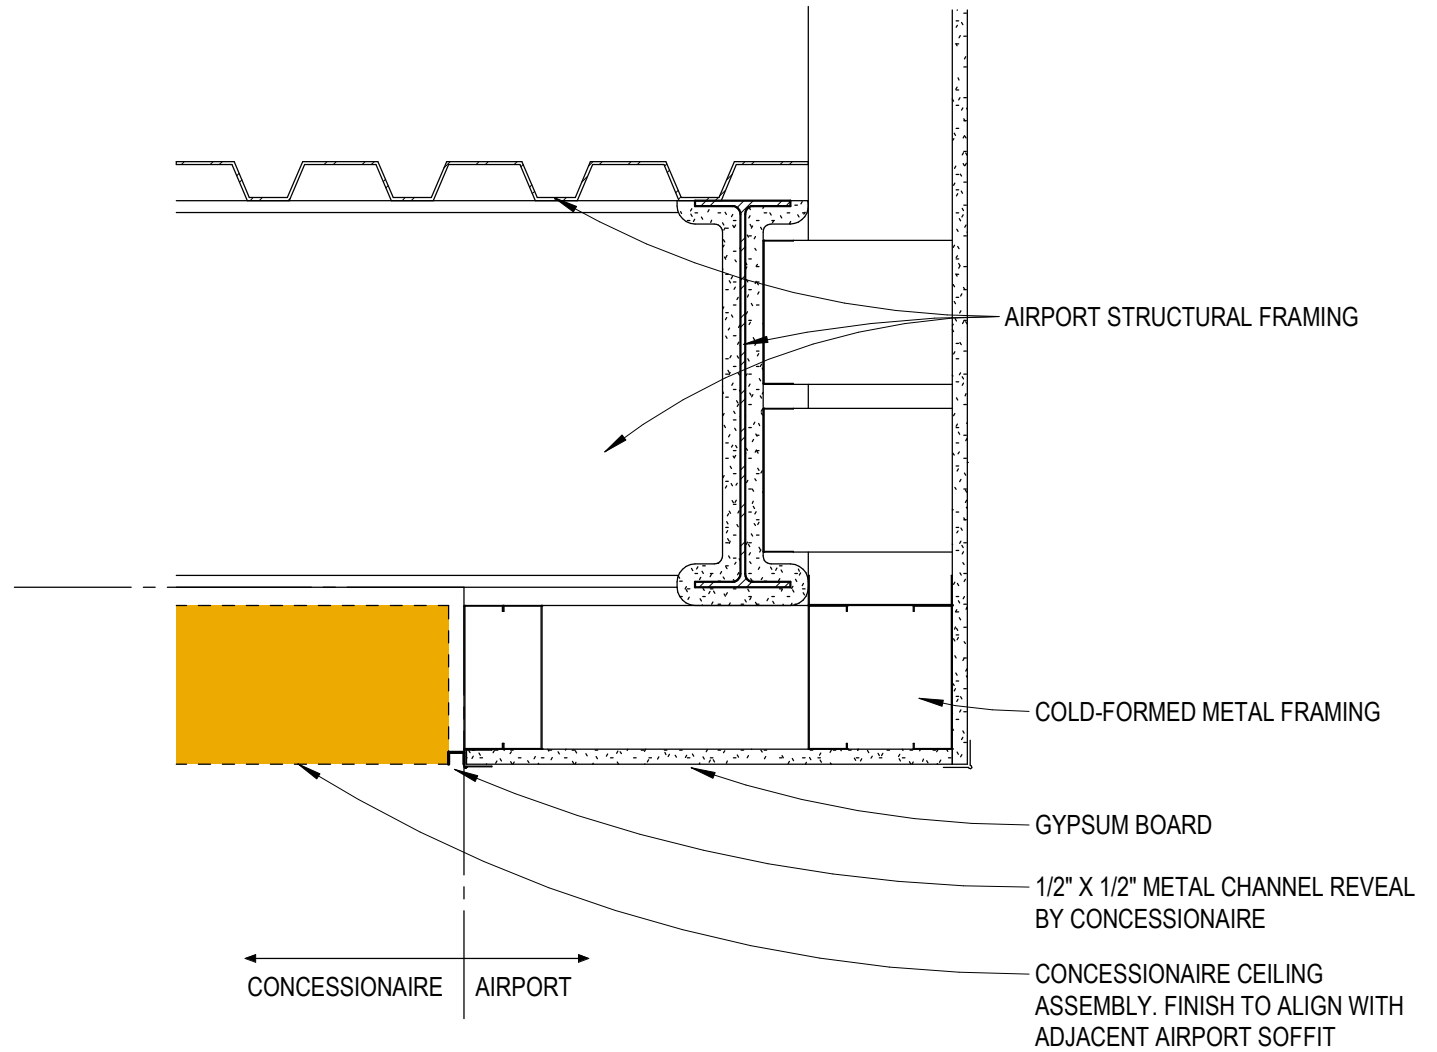 AIRPORT STRUCTURAL FRAMING
COLD-FORMED METAL FRAMING
GYPSUM BOARD
1/2" X 1/2" METAL CHANNEL REVEAL
BY CONCESSIONAIRE
CONCESSIONAIRE CEILING
ASSEMBLY. FINISH TO ALIGN WITH
ADJACENT AIRPORT SOFFIT
CONCESSIONAIRE
AIRPORT